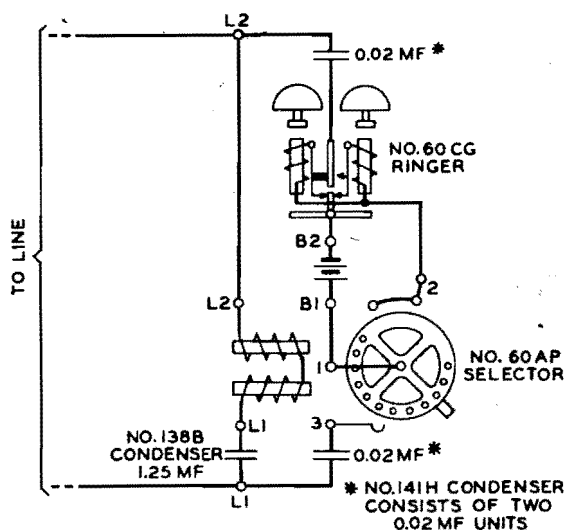 L2
0.02 MF *
NO. 60 CG
RINGER
B2
TO LINE
2
L2
B1
1
NO. 60 AP
SELECTOR
L1
3
NO. 138B
CONDENSER
1.25 MF
0.02 MF *
L1
* NO. 141H CONDENSER
CONSISTS OF TWO
0.02 MF UNITS